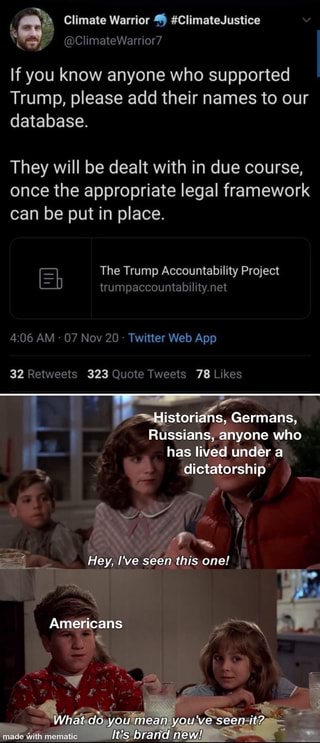 Climate Warrior #ClimateJustice
@ClimateWarrior7
If you know anyone who supported
Trump, please add their names to our
database.
They will be dealt with in due course,
once the appropriate legal framework
can be put in place.
The Trump Accountability Project
trumpaccountability.net
4:06 AM · 07 Nov 20 · Twitter Web App
32 Retweets 323 Quote Tweets 78 Likes
Historians, Germans,
Russians, anyone who
has lived under a
dictatorship
Hey, I've seen this one!
Americans
What do you mean you've seen it?
It's brand new!
made with mematic